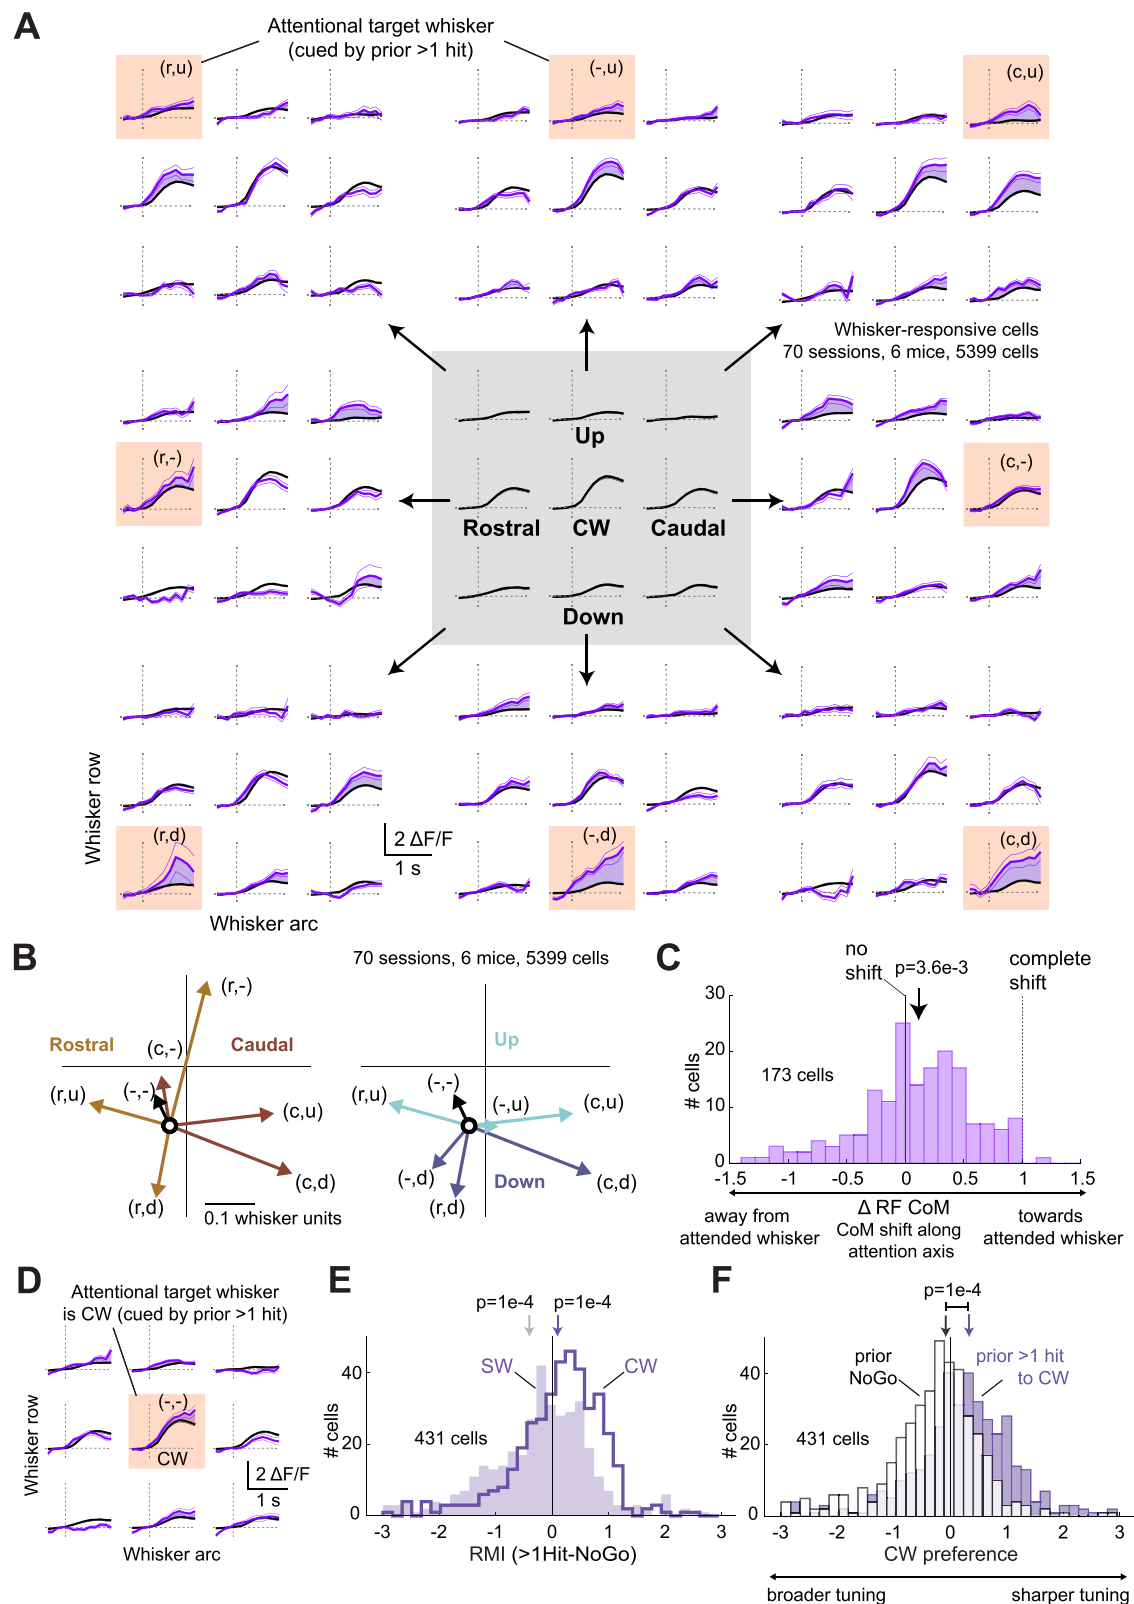 A
Attentional target whisker
(cued by prior >1 hit)
(r,u)
(-,u)
(c,u)
Whisker-responsive cells
70 sessions, 6 mice, 5399 cells
Up
(r,-)
(c,-)
Rostral
CW
Caudal
Down
Whisker row
(r,d)
2 ΔF/F
1 s
(-,d)
(c,d)
Whisker arc
B
70 sessions, 6 mice, 5399 cells
(r,-)
Rostral
Caudal
(c,-)
(-,-)
(r,u)
(c,u)
(c,d)
(r,d)
0.1 whisker units
Up
(r,u)
(-,-)
(-,u)
(c,u)
(-,d)
Down
(c,d)
(r,d)
C
no
shift
p=3.6e-3
complete
shift
30
20
10
0
# cells
173 cells
-1.5
-1
-0.5
0
0.5
1
1.5
Δ RF CoM
CoM shift along
attention axis
away from
attended whisker
towards
attended whisker
D
Attentional target whisker
is CW (cued by prior >1 hit)
(-,-)
CW
Whisker row
2 ΔF/F
1 s
Whisker arc
E
p=1e-4
p=1e-4
SW
CW
40
20
0
# cells
431 cells
-3
-2
-1
0
1
2
3
RMI (>1Hit-NoGo)
F
p=1e-4
prior
NoGo
prior >1 hit
to CW
40
20
0
# cells
431 cells
-3
-2
-1
0
1
2
3
CW preference
broader tuning
sharper tuning